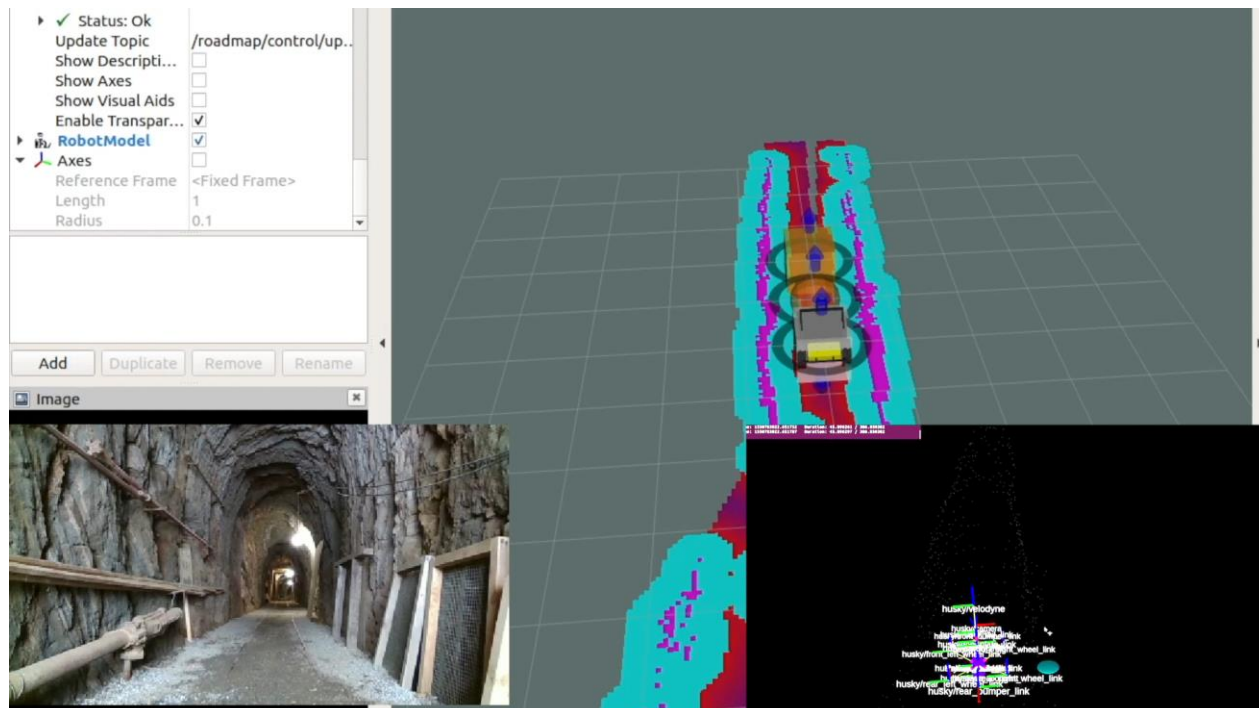 Status: Ok
Update Topic /roadmap/control/up..
Show Descripti...
Show Axes
Show Visual Aids
Enable Transpar...
RobotModel
Axes
Reference Frame <Fixed Frame>
Length 1
Radius 0.1
Add Duplicate Remove Rename
Image
husky/velodyne
husky/rear_bumper_link